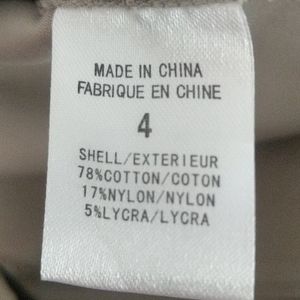 MADE IN CHINA
FABRIQUE EN CHINE
4
SHELL/EXTERIEUR
78%COTTON/COTON
17%NYLON/NYLON
5%LYCRA/LYCRA